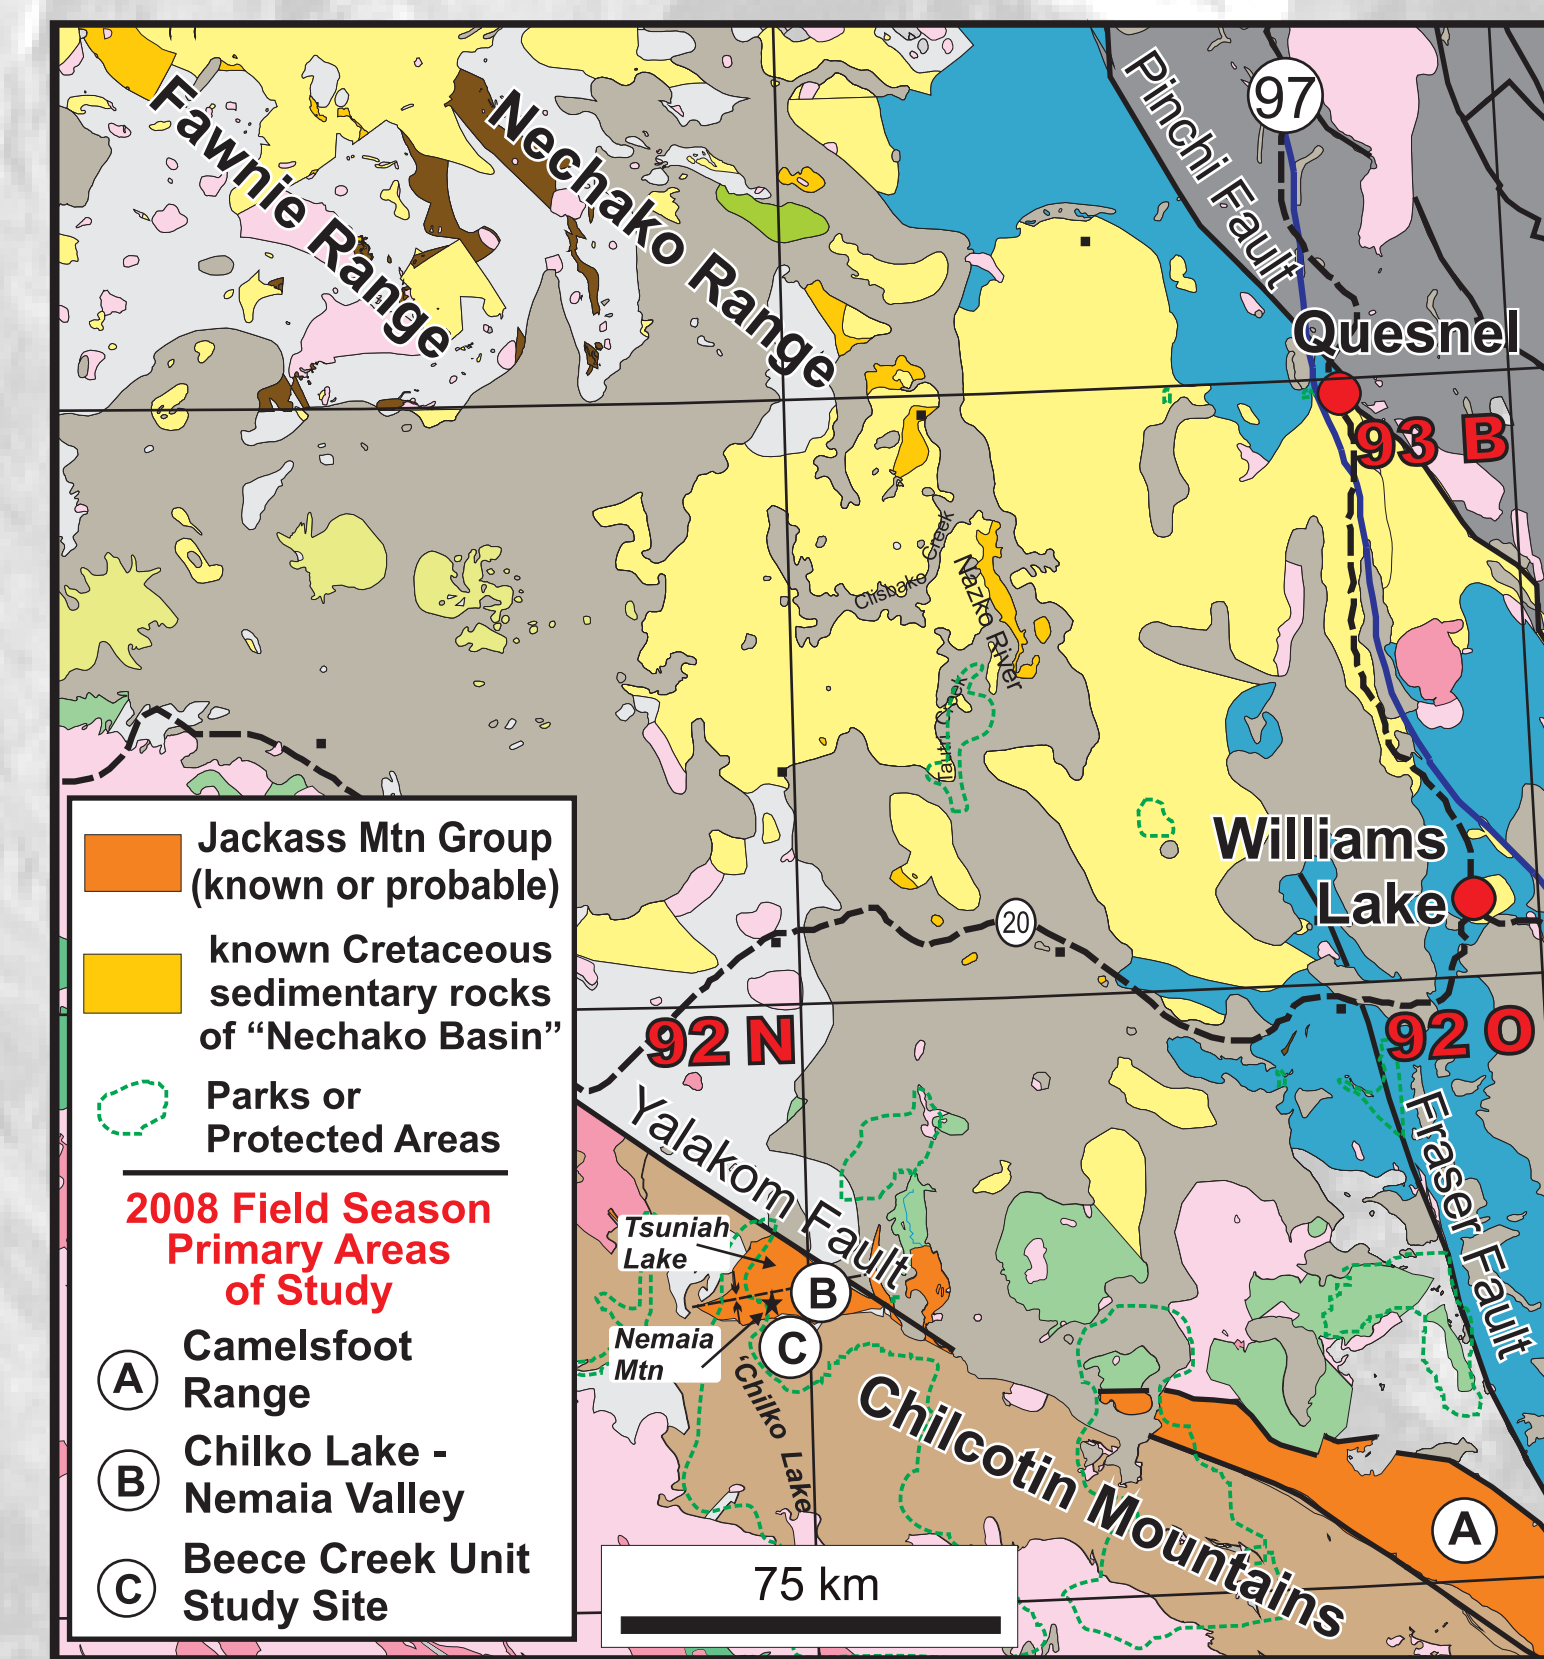 Fawnie Range
Nechako Range
Pinchi Fault
97
Quesnel
93 B
Clisbako Creek
Nazko River
Tautri Creek
Williams
Lake
20
92 N
92 O
Yalakom Fault
Fraser Fault
Tsuniah
Lake
Nemaia
Mtn
B
C
'Chilko Lake
Chilcotin Mountains
A
75 km
Jackass Mtn Group
(known or probable)
known Cretaceous
sedimentary rocks
of “Nechako Basin”
Parks or
Protected Areas
2008 Field Season
Primary Areas
of Study
A
Camelsfoot
Range
B
Chilko Lake -
Nemaia Valley
C
Beece Creek Unit
Study Site